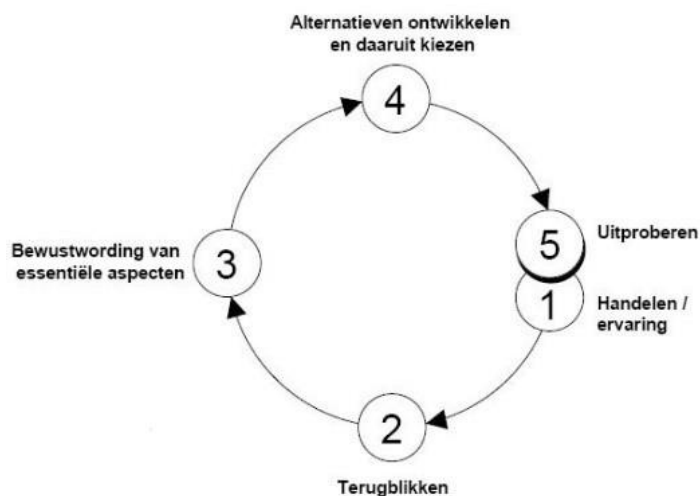 Alternatieven ontwikkelen
en daaruit kiezen
4
5
Uitproberen
Bewustwording van
essentiële aspecten
3
1
Handelen /
ervaring
2
Terugblikken